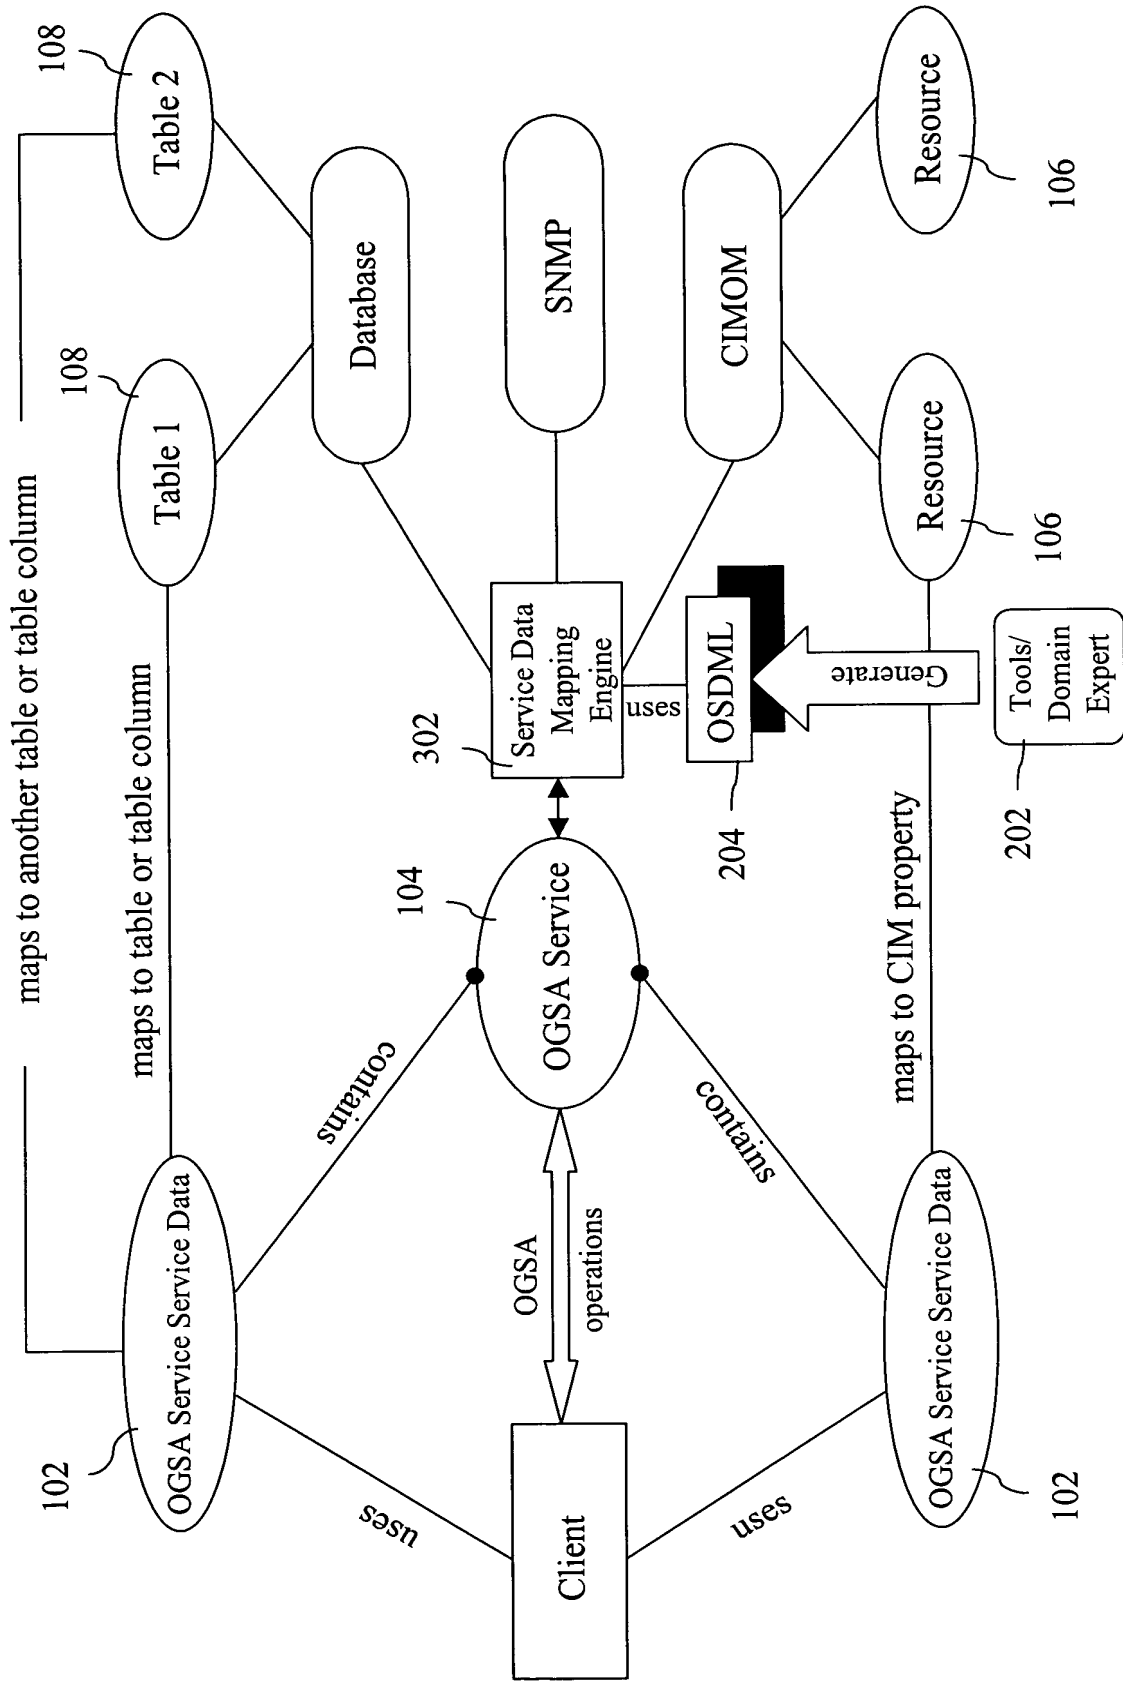 maps to another table or table column
108
Table 2
108
Table 1
maps to table or table column
102
OGSA Service Service Data
Database
SNMP
CIMOM
Resource
106
Resource
106
contains
uses
104
OGSA Service
302
Service Data
Mapping
Engine
uses
OSDML
204
Generate
Tools/
Domain
Expert
202
OGSA
operations
Client
contains
uses
maps to CIM property
OGSA Service Service Data
102